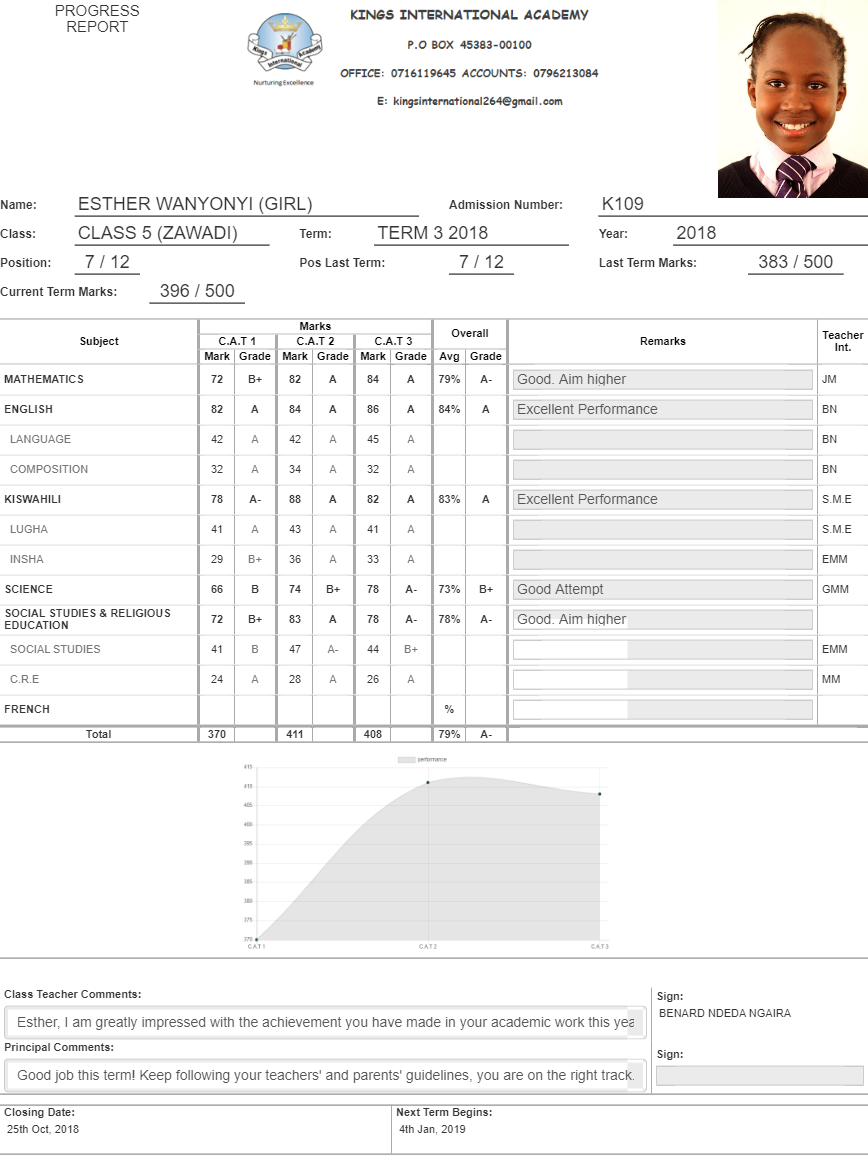 PROGRESS
REPORT
KINGS INTERNATIONAL ACADEMY
P.O BOX 45383-00100
OFFICE: 0716119645 ACCOUNTS: 0796213084
E: kingsinternational264@gmail.com
Kings International Academy
Nurturing Excellence
Name: ESTHER WANYONYI (GIRL) Admission Number: K109
Class: CLASS 5 (ZAWADI) Term: TERM 3 2018 Year: 2018
Position: 7 / 12 Pos Last Term: 7 / 12 Last Term Marks: 383 / 500
Current Term Marks: 396 / 500
Subject Marks Overall Remarks Teacher Int.
C.A.T 1 C.A.T 2 C.A.T 3
Mark Grade Mark Grade Mark Grade Avg Grade
MATHEMATICS 72 B+ 82 A 84 A 79% A- Good. Aim higher JM
ENGLISH 82 A 84 A 86 A 84% A Excellent Performance BN
LANGUAGE 42 A 42 A 45 A BN
COMPOSITION 32 A 34 A 32 A BN
KISWAHILI 78 A- 88 A 82 A 83% A Excellent Performance S.M.E
LUGHA 41 A 43 A 41 A S.M.E
INSHA 29 B+ 36 A 33 A EMM
SCIENCE 66 B 74 B+ 78 A- 73% B+ Good Attempt GMM
SOCIAL STUDIES & RELIGIOUS EDUCATION 72 B+ 83 A 78 A- 78% A- Good. Aim higher
SOCIAL STUDIES 41 B 47 A- 44 B+ EMM
C.R.E 24 A 28 A 26 A MM
FRENCH %
Total 370 411 408 79% A-
performance
415
410
405
400
395
390
385
380
375
370
CAT1 CAT2 CAT3
Class Teacher Comments:
Esther, I am greatly impressed with the achievement you have made in your academic work this yea
Sign:
BENARD NDEDA NGAIRA
Principal Comments:
Good job this term! Keep following your teachers' and parents' guidelines, you are on the right track.
Sign:
Closing Date: Next Term Begins:
25th Oct, 2018 4th Jan, 2019